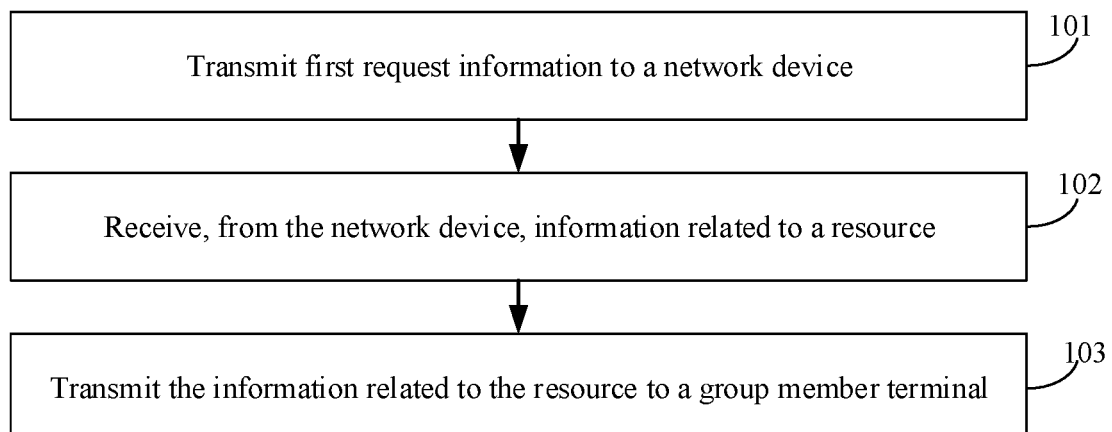 101
Transmit first request information to a network device
102
Receive, from the network device, information related to a resource
103
Transmit the information related to the resource to a group member terminal